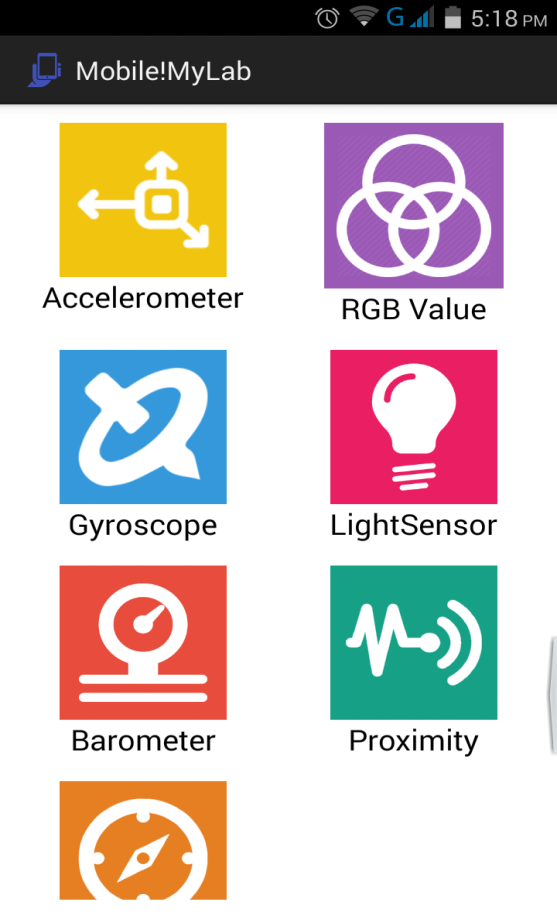 G 5:18 PM
Mobile!MyLab
Accelerometer
RGB Value
Gyroscope
LightSensor
Barometer
Proximity